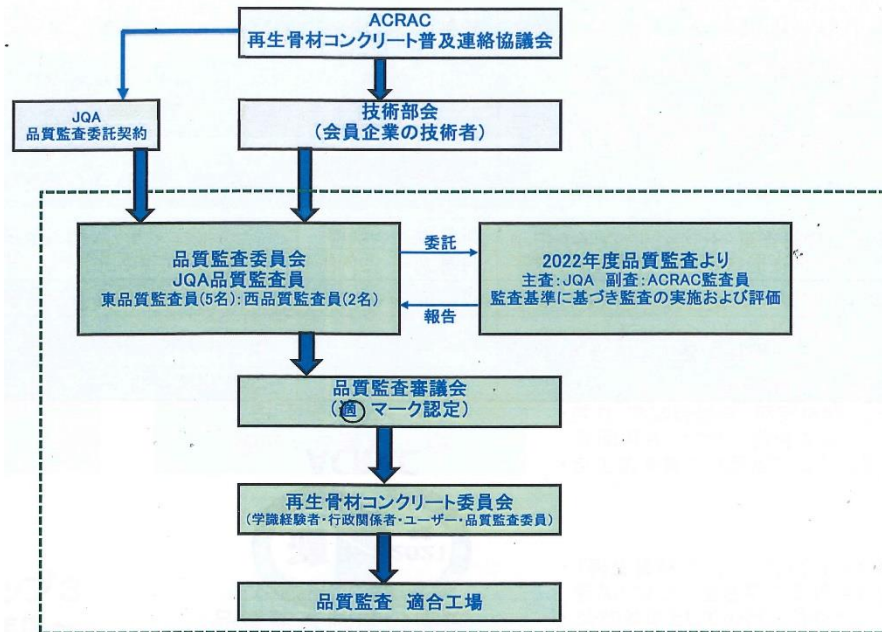 ACRAC
再生骨材コンクリート普及連絡協議会
JQA
品質監査委託契約
技術部会
(会員企業の技術者)
品質監査委員会
JQA品質監査員
東品質監査員(5名):西品質監査員(2名)
委託
報告
2022年度品質監査より
主査:JQA 副査:ACRAC監査員
監査基準に基づき監査の実施および評価
品質監査審議会
(適 マーク認定)
再生骨材コンクリート委員会
(学識経験者・行政関係者・ユーザー・品質監査委員)
品質監査 適合工場